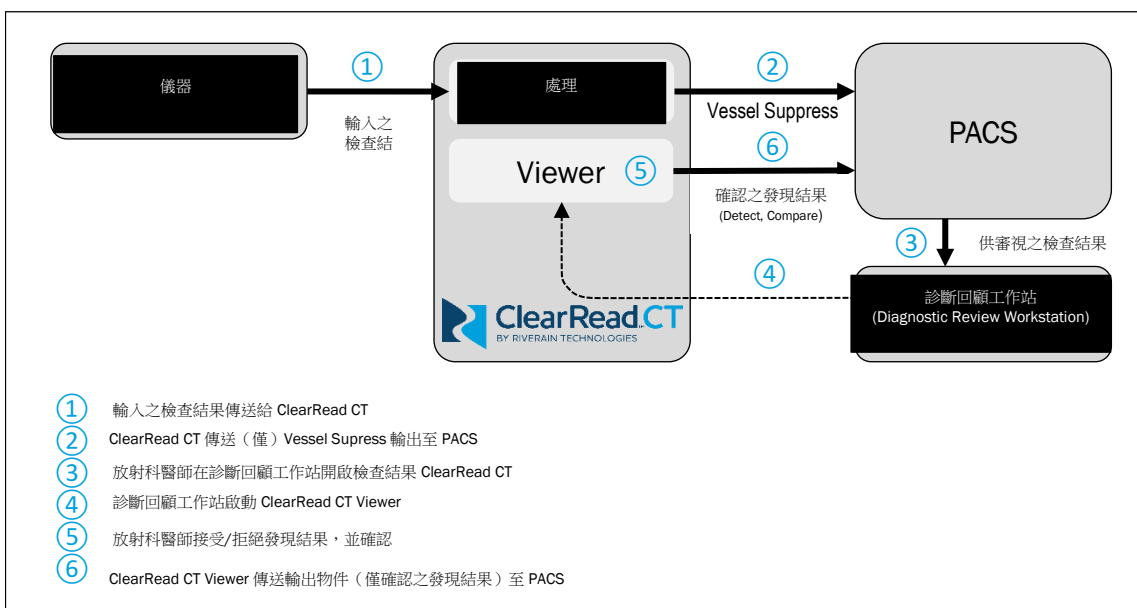 儀器
①
輸入之
檢查結
處理
Viewer ⑤
②
Vessel Suppress
⑥
確認之發現結果
(Detect, Compare)
PACS
③
供審視之檢查結果
④
診斷回顧工作站
(Diagnostic Review Workstation)
ClearRead CT
BY RIVERAIN TECHNOLOGIES
① 輸入之檢查結果傳送給 ClearRead CT
② ClearRead CT 傳送（僅）Vessel Supress 輸出至 PACS
③ 放射科醫師在診斷回顧工作站開啟檢查結果 ClearRead CT
④ 診斷回顧工作站啟動 ClearRead CT Viewer
⑤ 放射科醫師接受/拒絕發現結果，並確認
⑥ ClearRead CT Viewer 傳送輸出物件（僅確認之發現結果）至 PACS